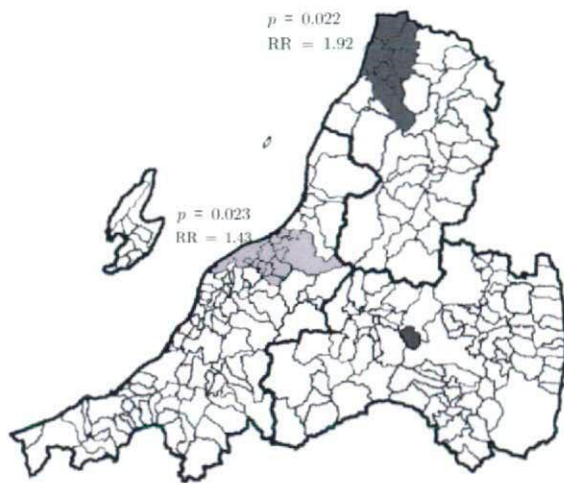 p = 0.022
RR = 1.92
p = 0.023
RR = 1.43